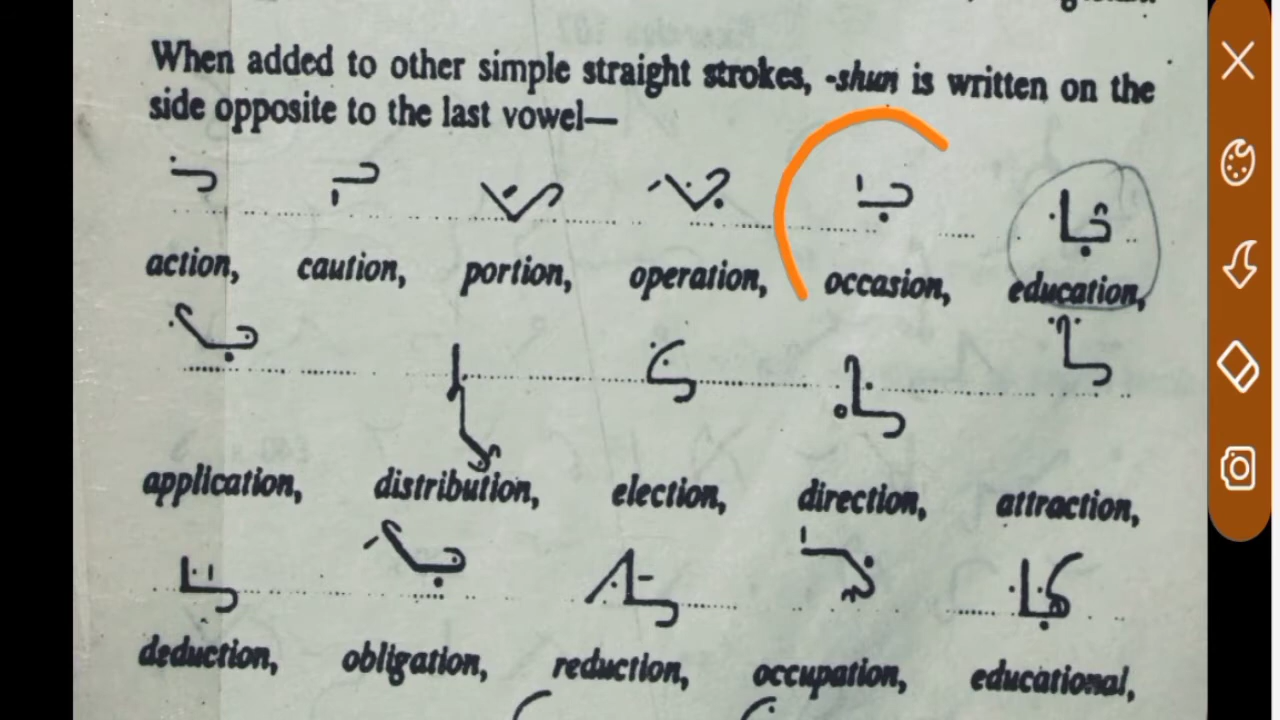 When added to other simple straight strokes, -shun is written on the
side opposite to the last vowel—
action, caution, portion, operation, occasion, education,
application, distribution, election, direction, attraction,
deduction, obligation, reduction, occupation, educational,